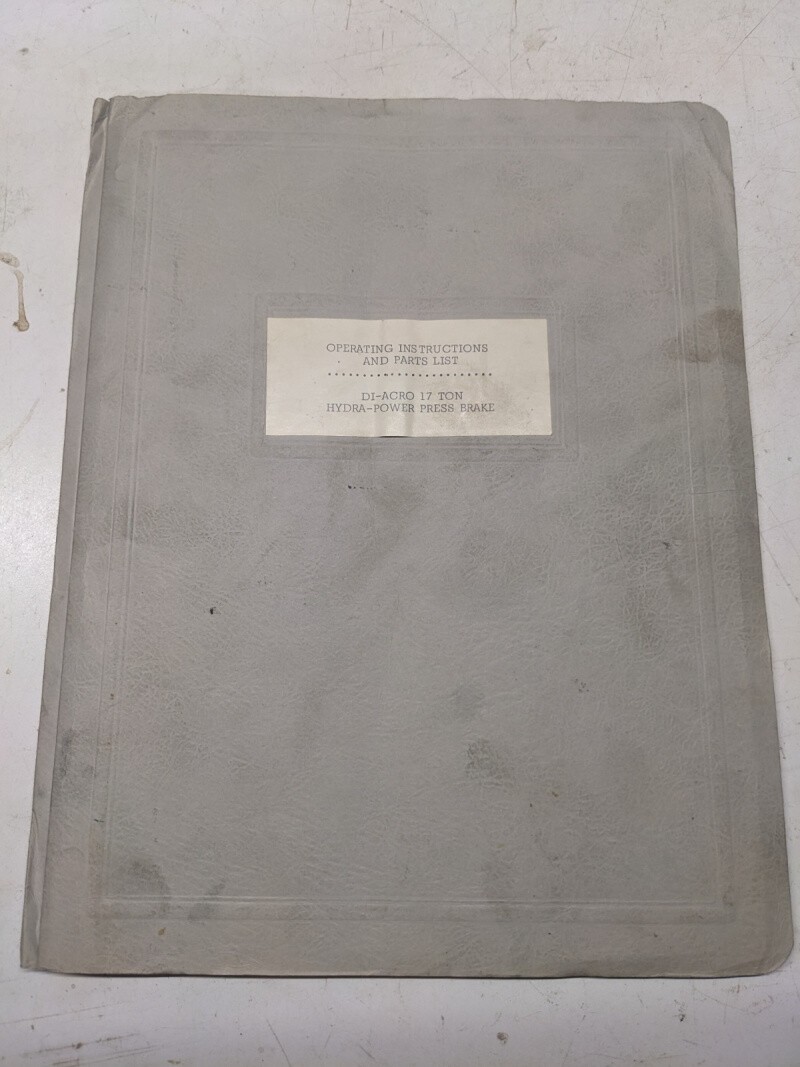 OPERATING INSTRUCTIONS
AND PARTS LIST
DI-ACRO 17 TON
HYDRA-POWER PRESS BRAKE